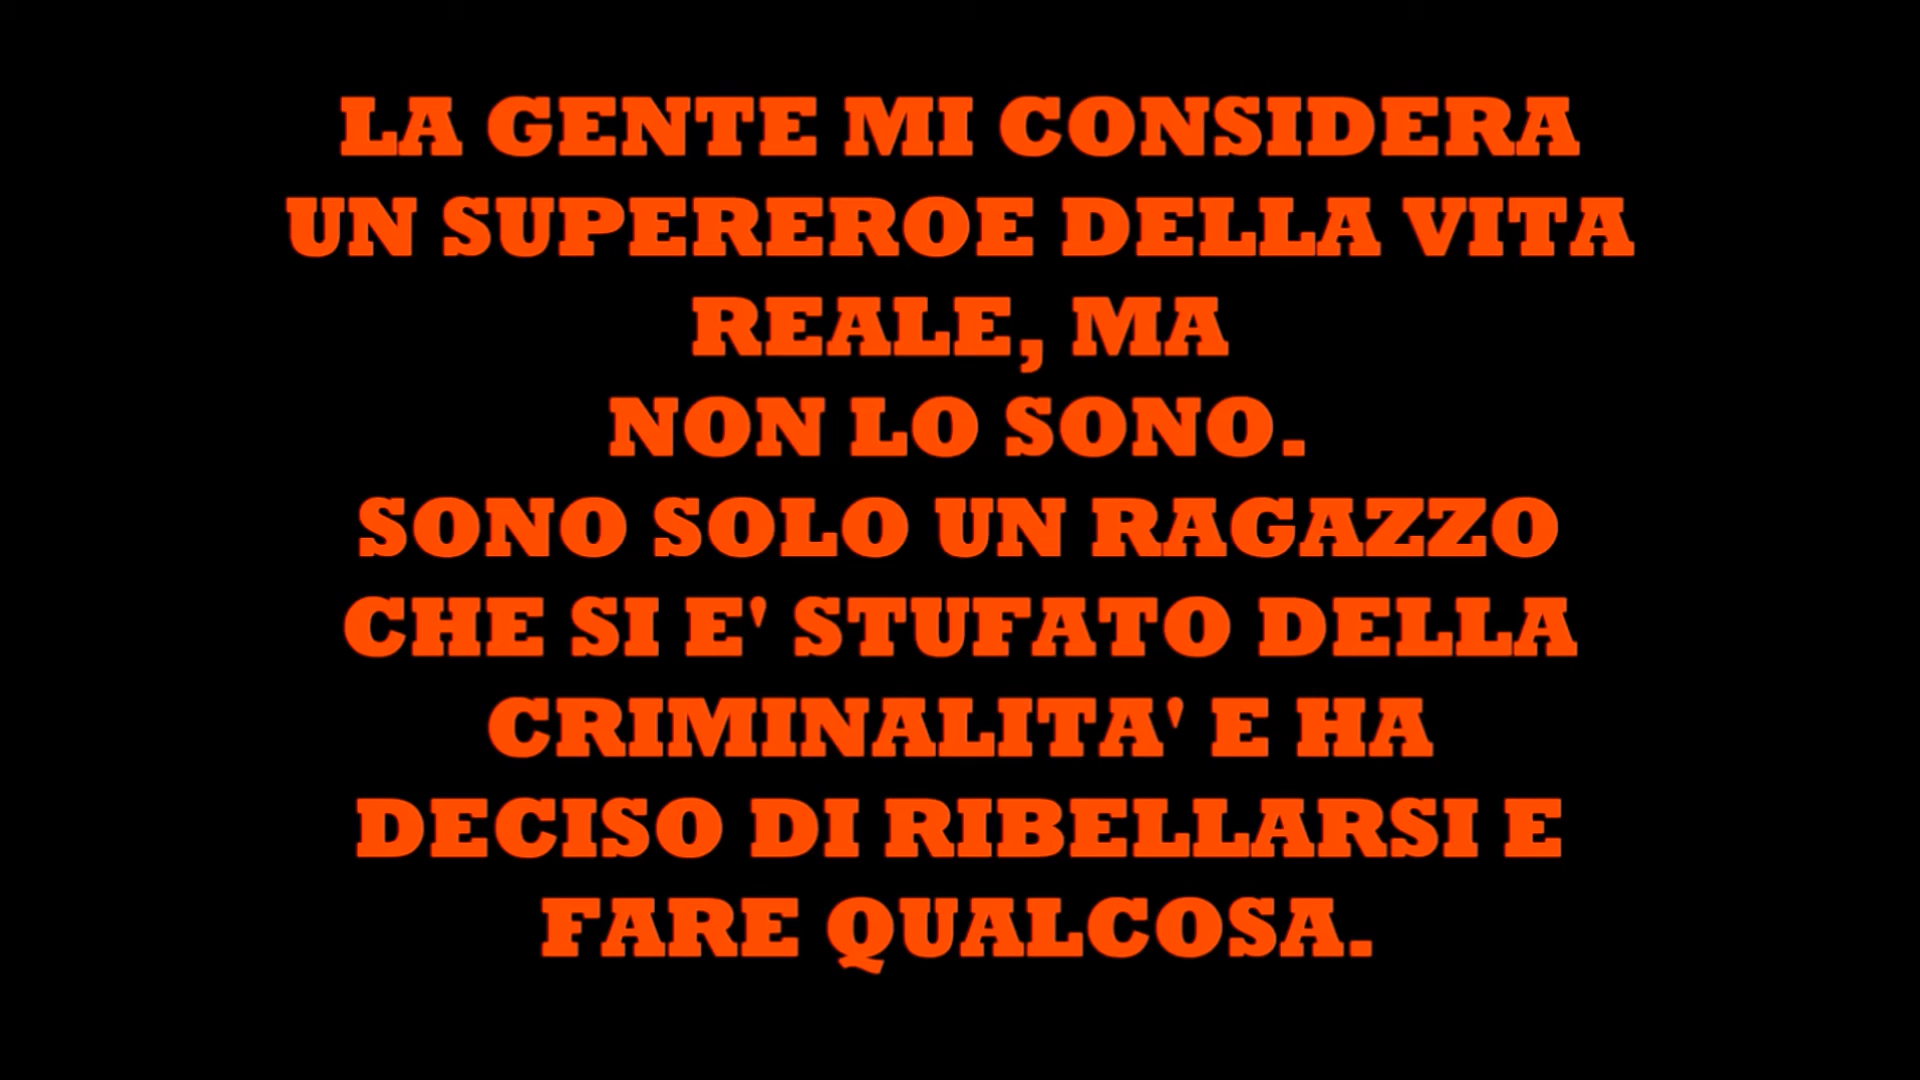 LA GENTE MI CONSIDERA
UN SUPEREROE DELLA VITA
REALE, MA
NON LO SONO.
SONO SOLO UN RAGAZZO
CHE SI E' STUFATO DELLA
CRIMINALITA' E HA
DECISO DI RIBELLARSI E
FARE QUALCOSA.